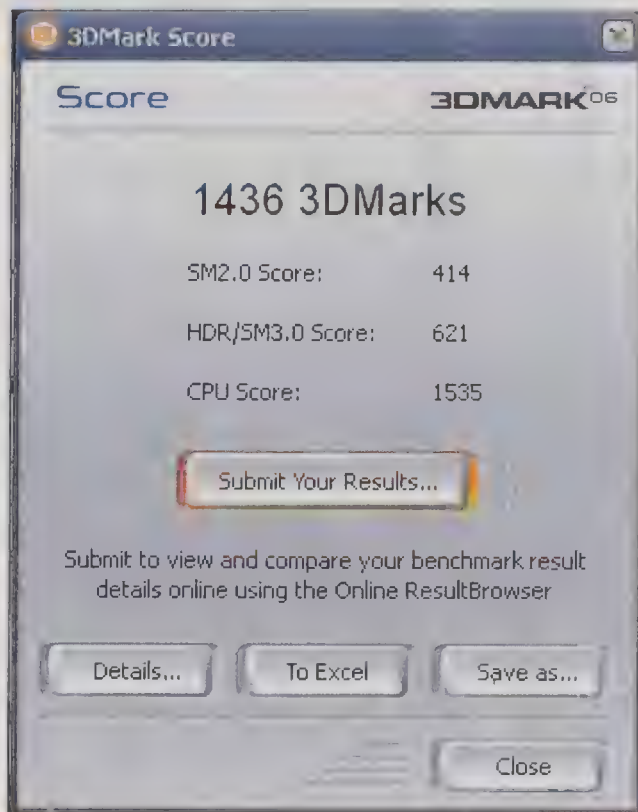 3DMark Score
Score 3DMARK06
1436 3DMarks
SM2.0 Score: 414
HDR/SM3.0 Score: 621
CPU Score: 1535
Submit Your Results...
Submit to view and compare your benchmark result
details online using the Online ResultBrowser
Details... To Excel Save as...
Close